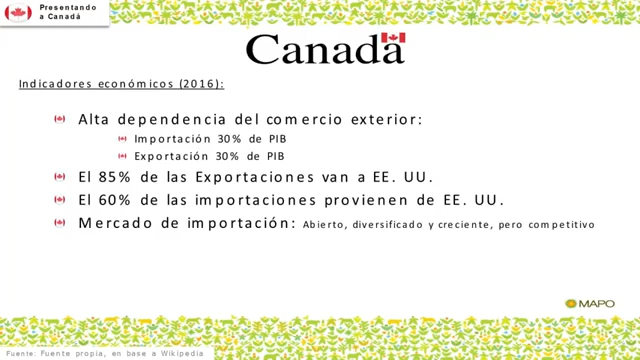 Presentando
a Canadá
Canada
Indicadores económicos (2016):
Alta dependencia del comercio exterior:
Importación 30% de PIB
Exportación 30% de PIB
El 85% de las Exportaciones van a EE. UU.
El 60% de las importaciones provienen de EE. UU.
Mercado de importación: Abierto, diversificado y creciente, pero competitivo
MAPO
Fuente: Fuente propia, en base a Wikipedia